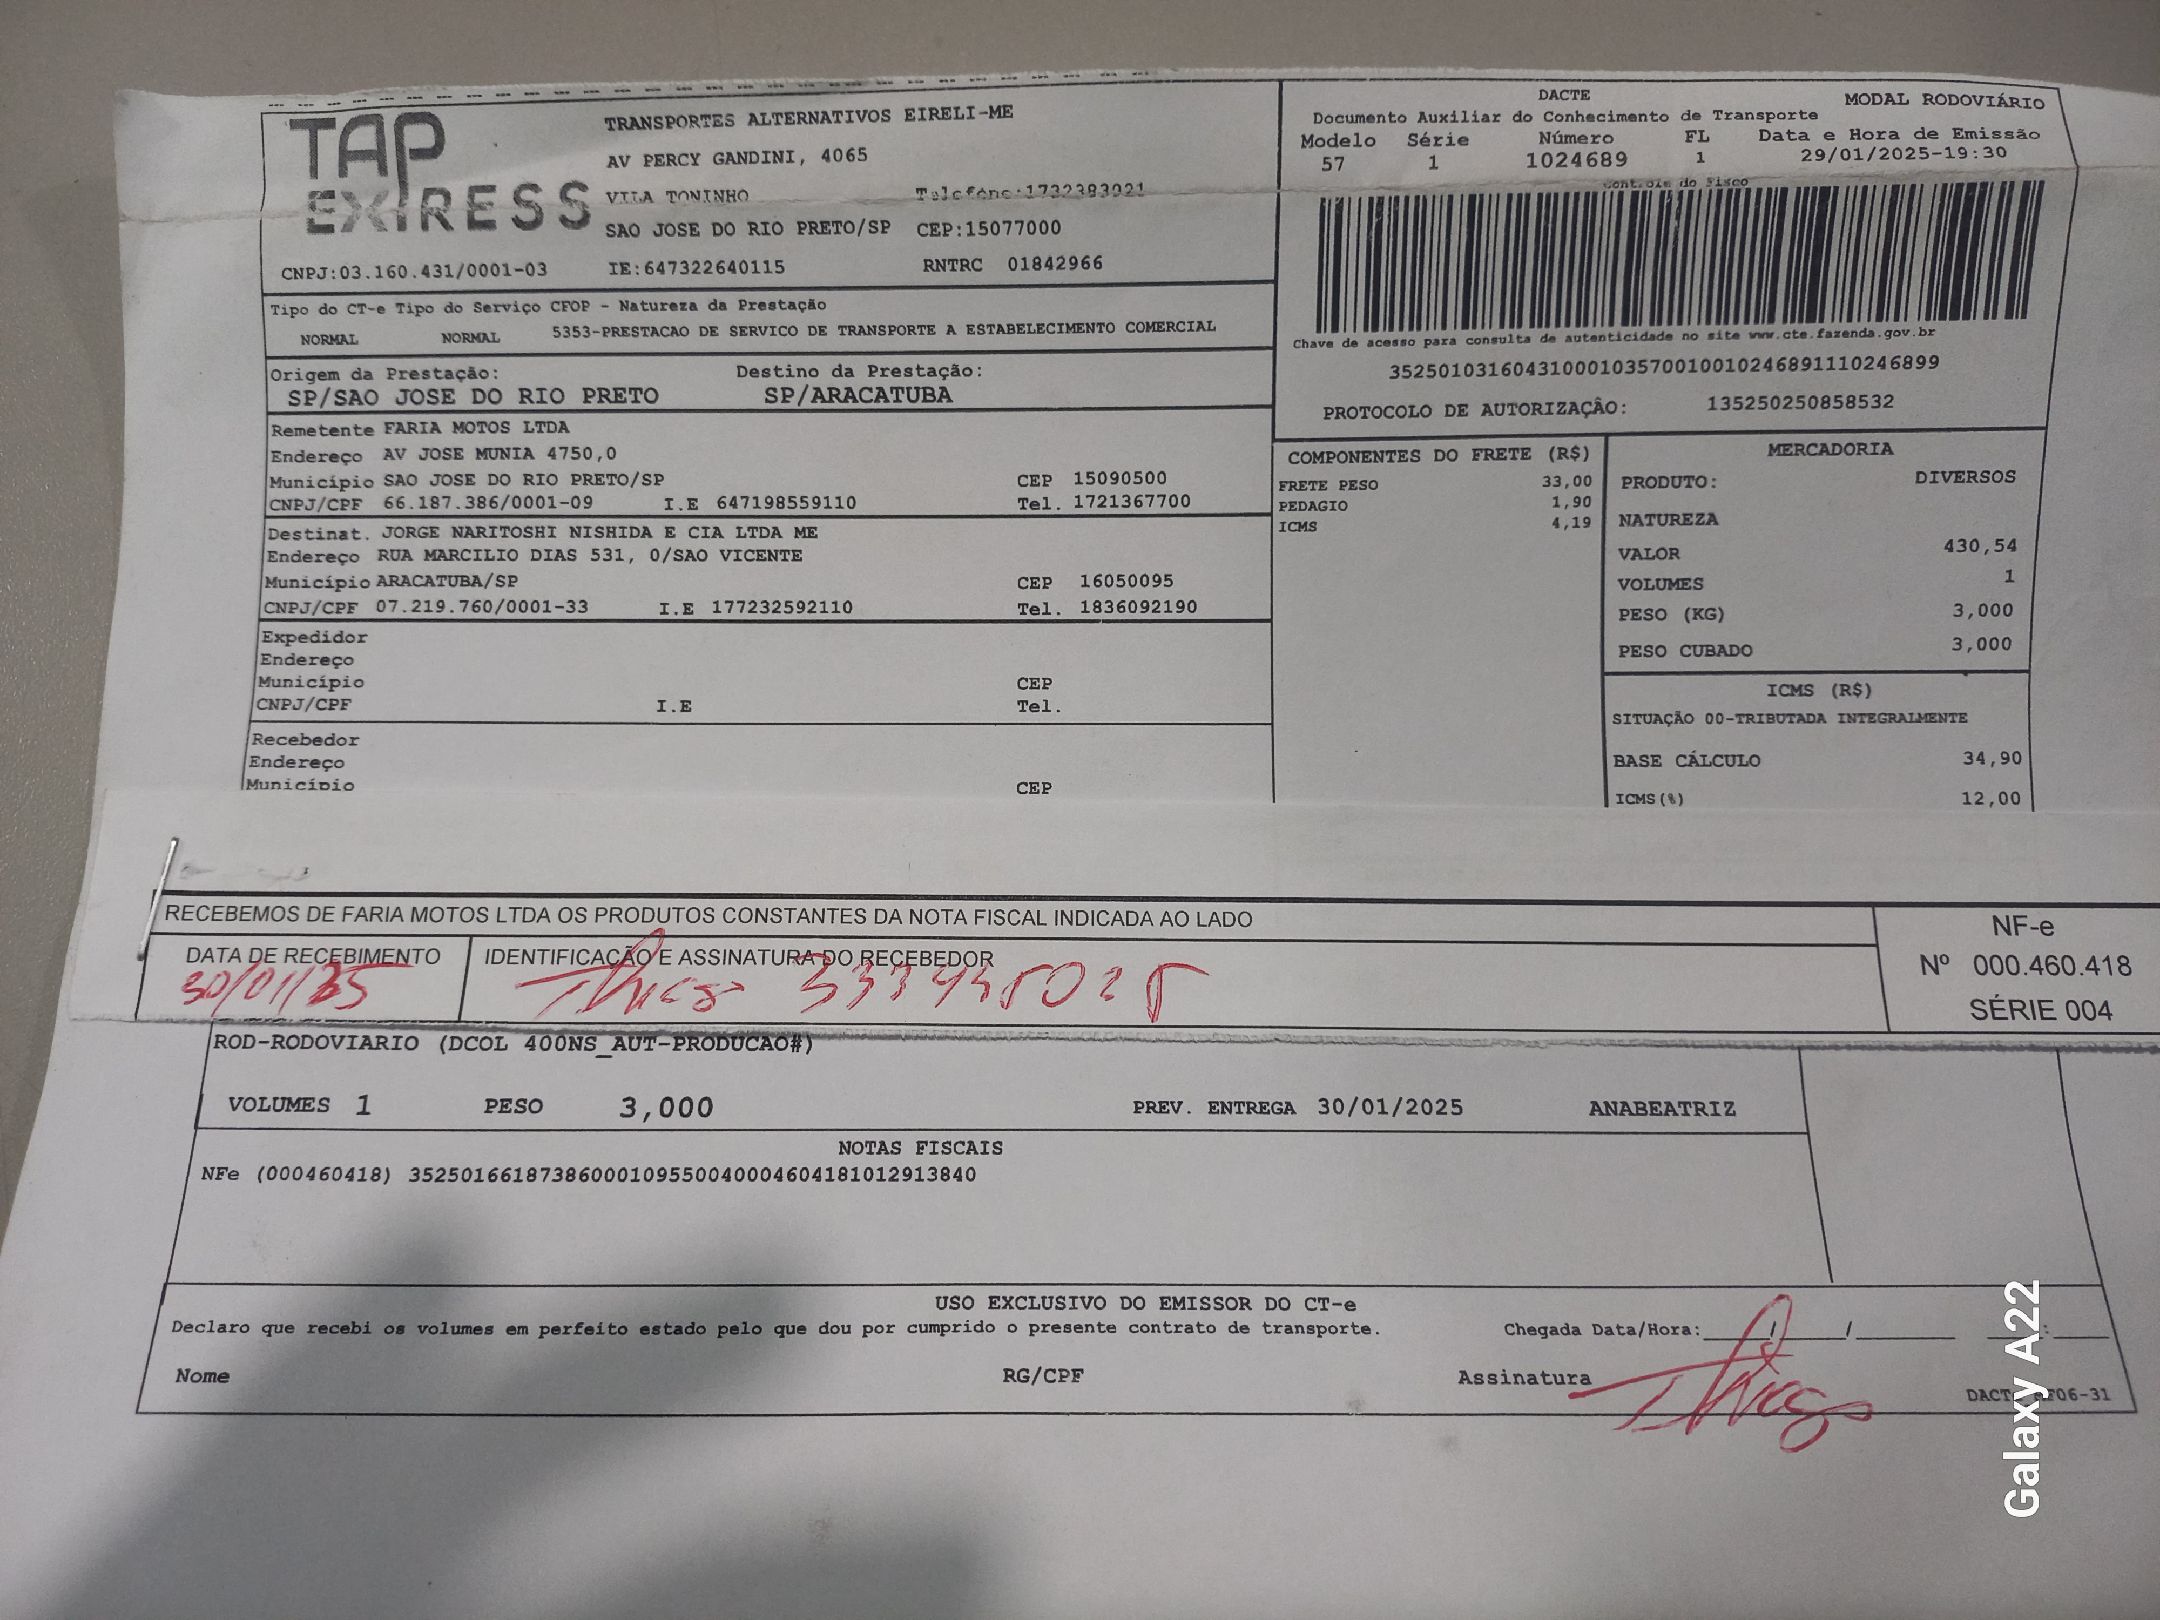 TAP
EXPRESS
TRANSPORTES ALTERNATIVOS EIRELI-ME
AV PERCY GANDINI, 4065
VILA TONINHO Telefone:1732383021
SAO JOSE DO RIO PRETO/SP CEP:15077000
CNPJ:03.160.431/0001-03 IE:647322640115 RNTRC 01842966
DACTE MODAL RODOVIÁRIO
Documento Auxiliar do Conhecimento de Transporte
Modelo Série Número FL Data e Hora de Emissão
57 1 1024689 1 29/01/2025-19:30
Controle do Fisco
Chave de acesso para consulta de autenticidade no site www.cte.fazenda.gov.br
35250103160431000103570010010246891110246899
PROTOCOLO DE AUTORIZAÇÂO: 135250250858532
Tipo do CT-e Tipo do Serviço CFOP - Natureza da Prestação
NORMAL NORMAL 5353-PRESTACAO DE SERVICO DE TRANSPORTE A ESTABELECIMENTO COMERCIAL
Origem da Prestação: Destino da Prestação:
SP/SAO JOSE DO RIO PRETO SP/ARACATUBA
Remetente FARIA MOTOS LTDA
Endereço AV JOSE MUNIA 4750,0
Município SAO JOSE DO RIO PRETO/SP CEP 15090500
CNPJ/CPF 66.187.386/0001-09 I.E 647198559110 Tel. 1721367700
Destinat. JORGE NARITOSHI NISHIDA E CIA LTDA ME
Endereço RUA MARCILIO DIAS 531, 0/SAO VICENTE
Município ARACATUBA/SP CEP 16050095
CNPJ/CPF 07.219.760/0001-33 I.E 177232592110 Tel. 1836092190
Expedidor
Endereço
Município CEP
CNPJ/CPF I.E Tel.
Recebedor
Endereço
Município CEP
COMPONENTES DO FRETE (R$)
FRETE PESO 33,00
PEDAGIO 1,90
ICMS 4,19
MERCADORIA
PRODUTO: DIVERSOS
NATUREZA
VALOR 430,54
VOLUMES 1
PESO (KG) 3,000
PESO CUBADO 3,000
ICMS (R$)
SITUAÇÃO 00-TRIBUTADA INTEGRALMENTE
BASE CÁLCULO 34,90
ICMS(%) 12,00
RECEBEMOS DE FARIA MOTOS LTDA OS PRODUTOS CONSTANTES DA NOTA FISCAL INDICADA AO LADO
DATA DE RECEBIMENTO IDENTIFICAÇÃO E ASSINATURA DO RECEBEDOR
30/01/25 Thiago
NF-e
Nº 000.460.418
SÉRIE 004
ROD-RODOVIARIO (DCOL 400NS_AUT-PRODUCAO#)
VOLUMES 1 PESO 3,000 PREV. ENTREGA 30/01/2025 ANABEATRIZ
NOTAS FISCAIS
NFe (000460418) 35250166187386000109550040004604181012913840
USO EXCLUSIVO DO EMISSOR DO CT-e
Declaro que recebi os volumes em perfeito estado pelo que dou por cumprido o presente contrato de transporte. Chegada Data/Hora:
Nome RG/CPF Assinatura Thiago
Galaxy A22